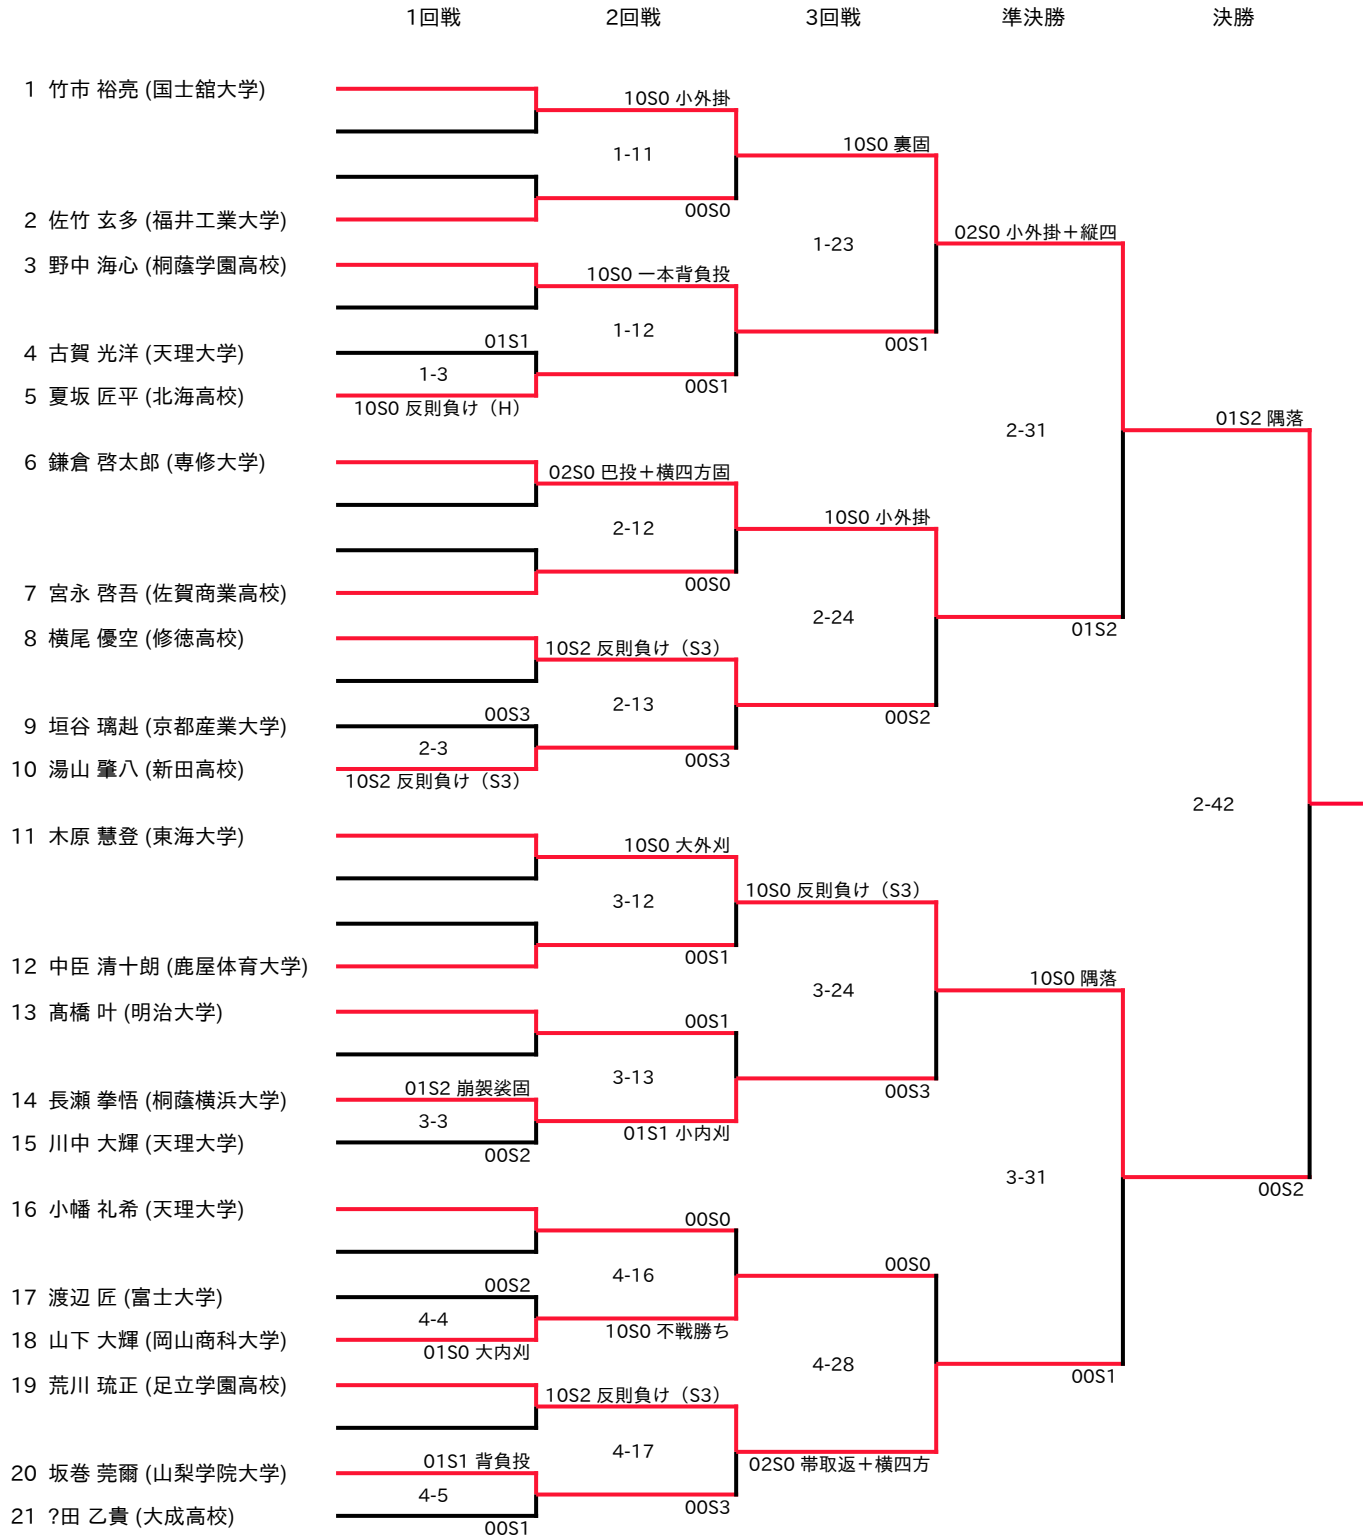 1回戦 2回戦 3回戦 準決勝 決勝
1 竹市 裕亮 (国士舘大学)
10S0 小外掛
10S0 裏固
1-11
00S0
2 佐竹 玄多 (福井工業大学)
02S0 小外掛＋縦四
1-23
3 野中 海心 (桐蔭学園高校)
10S0 一本背負投
1-12
01S1
00S1
4 古賀 光洋 (天理大学)
1-3
00S1
5 夏坂 匠平 (北海高校)
10S0 反則負け（H）
01S2 隅落
2-31
6 鎌倉 啓太郎 (専修大学)
02S0 巴投＋横四方固
10S0 小外掛
2-12
00S0
7 宮永 啓吾 (佐賀商業高校)
2-24
01S2
8 横尾 優空 (修徳高校)
10S2 反則負け（S3）
2-13
00S3
00S2
9 垣谷 璃赳 (京都産業大学)
2-3
00S3
10 湯山 肇八 (新田高校)
10S2 反則負け（S3）
2-42
11 木原 慧登 (東海大学)
10S0 大外刈
10S0 反則負け（S3）
3-12
00S1
12 中臣 清十朗 (鹿屋体育大学)
10S0 隅落
3-24
13 髙橋 叶 (明治大学)
00S1
3-13
01S2 崩袈裟固
00S3
14 長瀬 拳悟 (桐蔭横浜大学)
3-3
01S1 小内刈
15 川中 大輝 (天理大学)
00S2
3-31
00S2
16 小幡 礼希 (天理大学)
00S0
00S0
4-16
00S2
17 渡辺 匠 (富士大学)
4-4
10S0 不戦勝ち
18 山下 大輝 (岡山商科大学)
01S0 大内刈
4-28
00S1
19 荒川 琉正 (足立学園高校)
10S2 反則負け（S3）
4-17
01S1 背負投
02S0 帯取返＋横四方
20 坂巻 莞爾 (山梨学院大学)
4-5
00S3
21 ?田 乙貴 (大成高校)
00S1